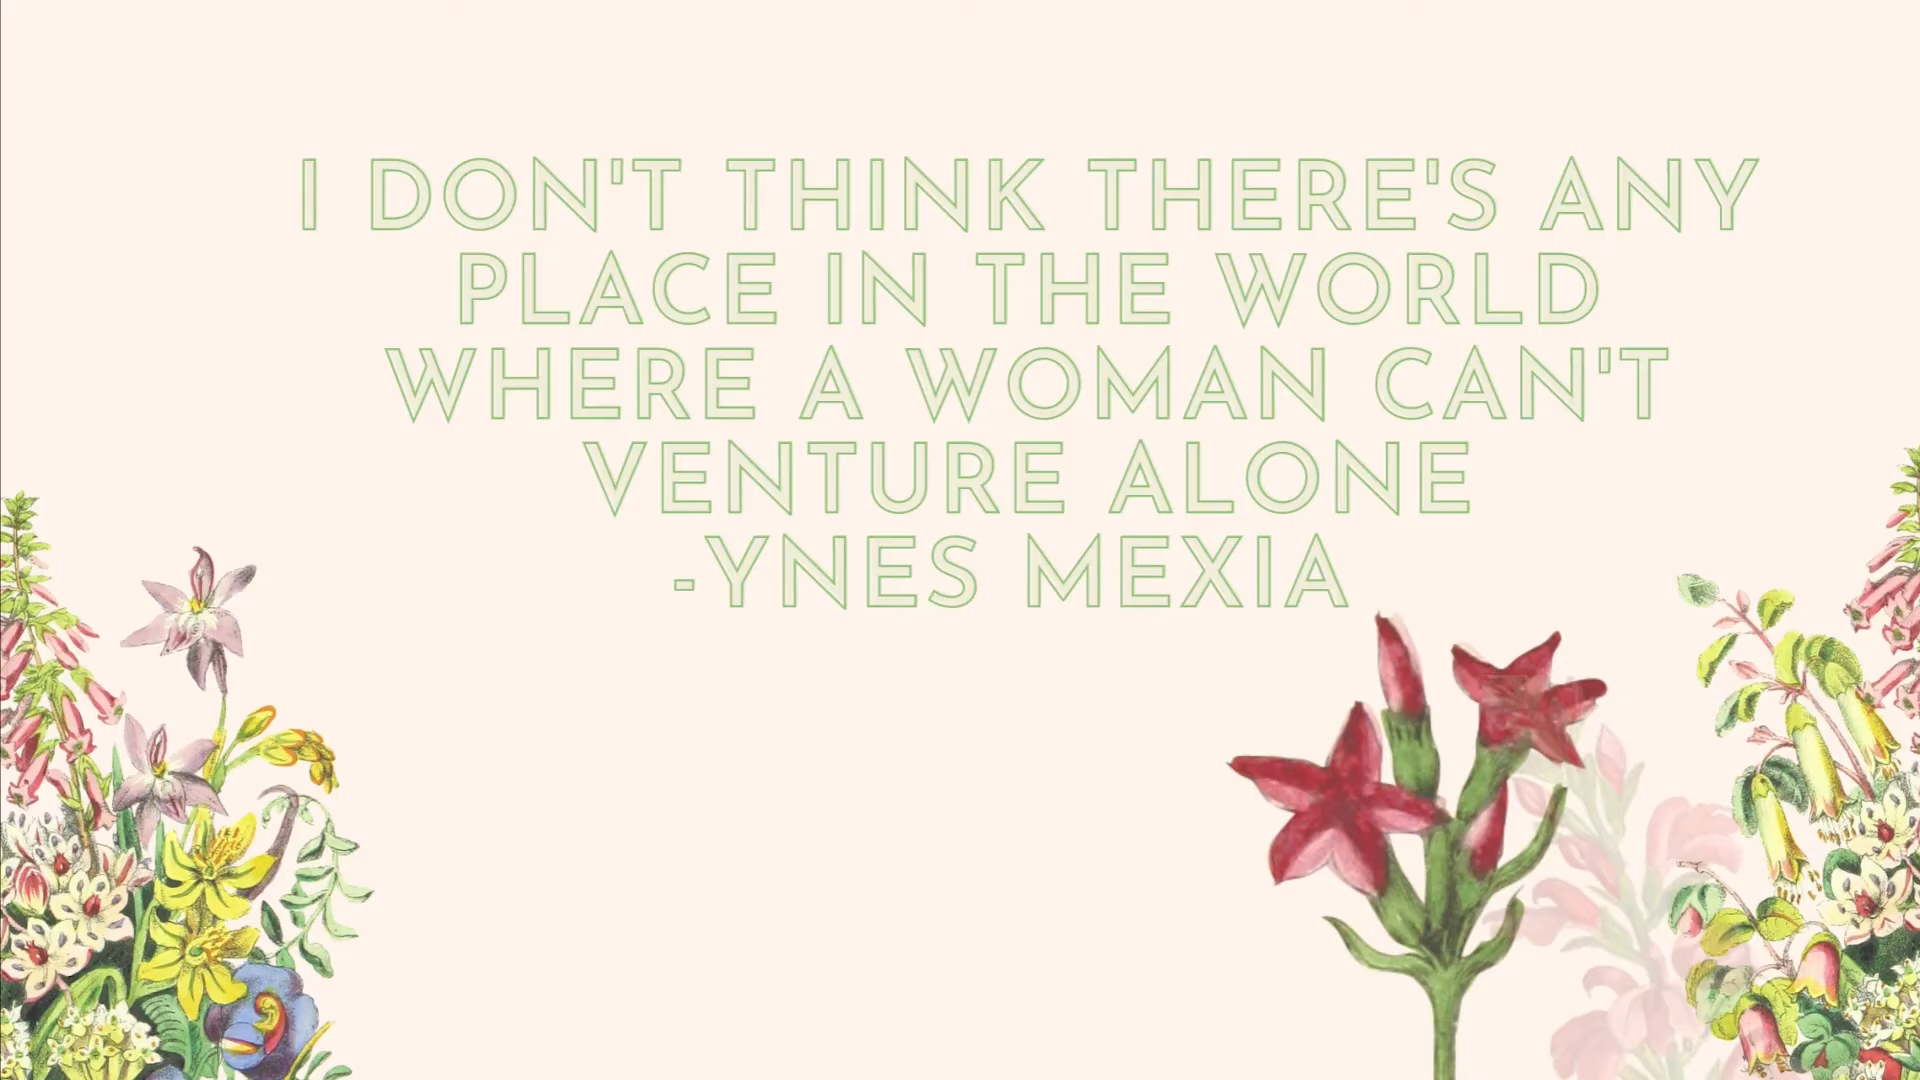 I DON'T THINK THERE'S ANY
PLACE IN THE WORLD
WHERE A WOMAN CAN'T
VENTURE ALONE
-YNES MEXIA